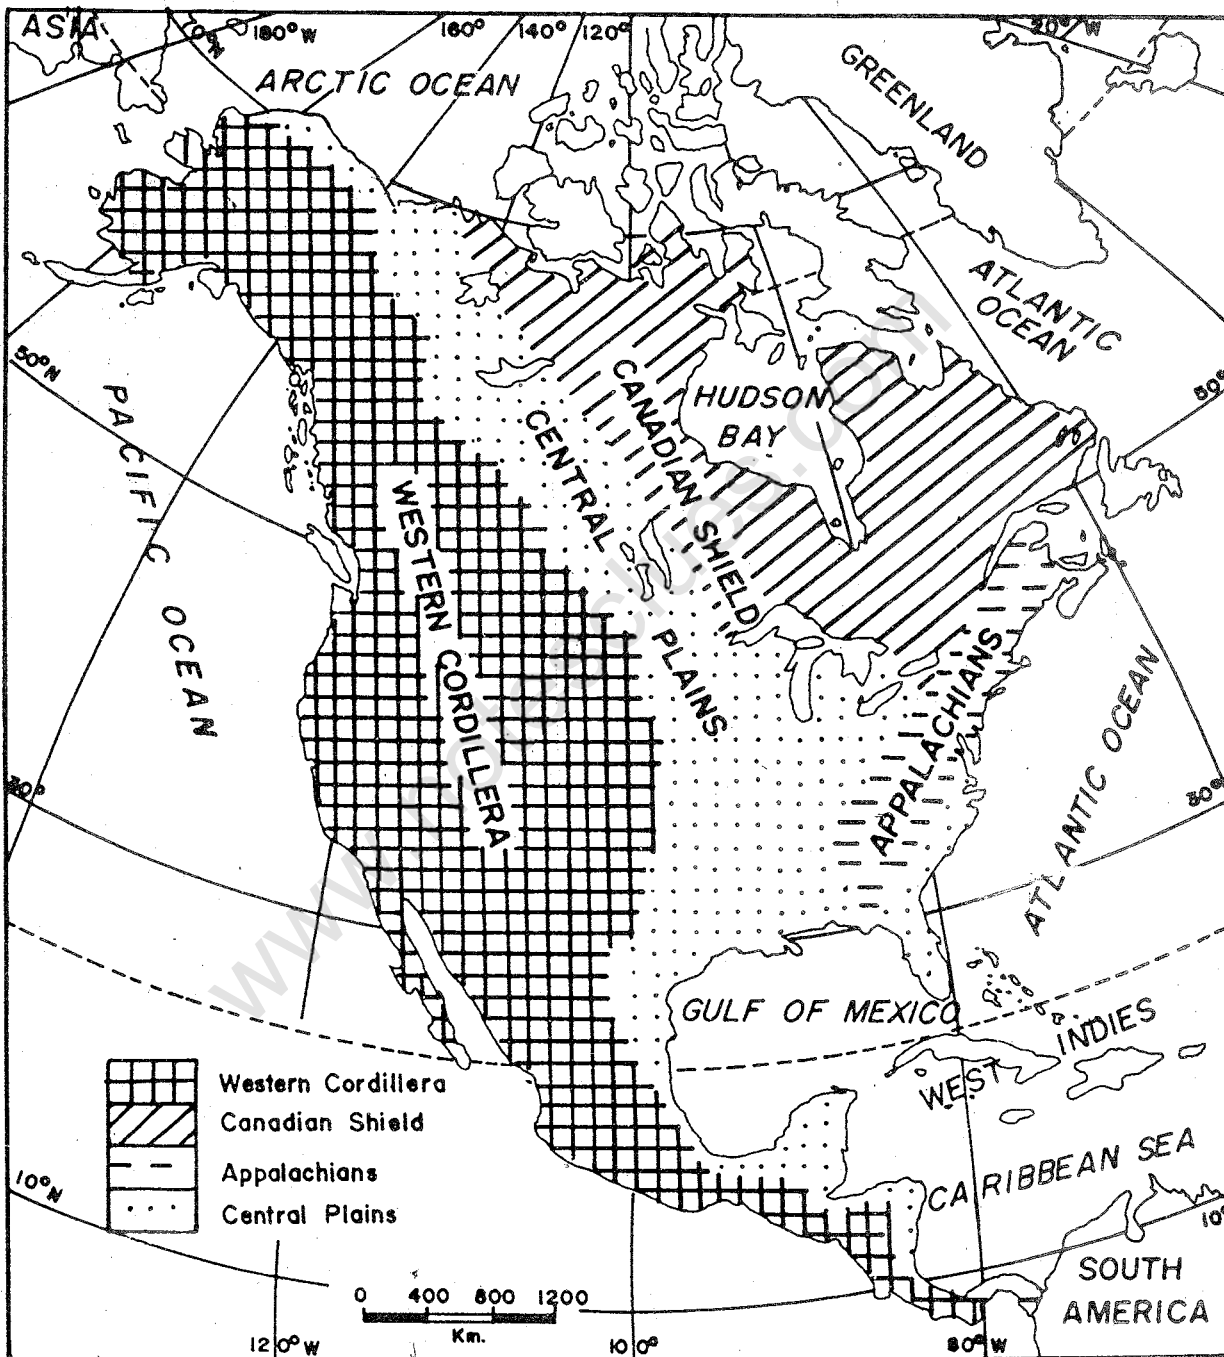 ASIA
0°N
180°W
160°
140°
120°
20°W
ARCTIC OCEAN
GREENLAND
ATLANTIC
OCEAN
50°N
50°
PACIFIC
OCEAN
HUDSON
BAY
CANADIAN SHIELD
CENTRAL
PLAINS
WESTERN CORDILLERA
APPALACHIANS
ATLANTIC OCEAN
30°
30°
GULF OF MEXICO
WEST INDIES
CARIBBEAN SEA
Western Cordillera
Canadian Shield
Appalachians
Central Plains
10°N
10°
SOUTH
AMERICA
0 400 800 1200
Km.
120°W
100°
80°W